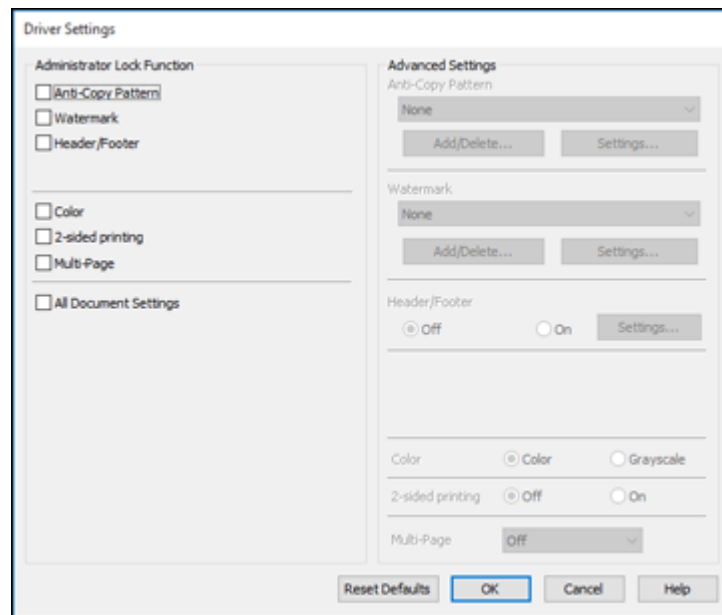 Driver Settings
Administrator Lock Function
Anti-Copy Pattern
Watermark
Header/Footer
Color
2-sided printing
Multi-Page
All Document Settings
Advanced Settings
Anti-Copy Pattern
None
Add/Delete... Settings...
Watermark
None
Add/Delete... Settings...
Header/Footer
Off On Settings...
Color Color Grayscale
2-sided printing Off On
Multi-Page Off
Reset Defaults OK Cancel Help